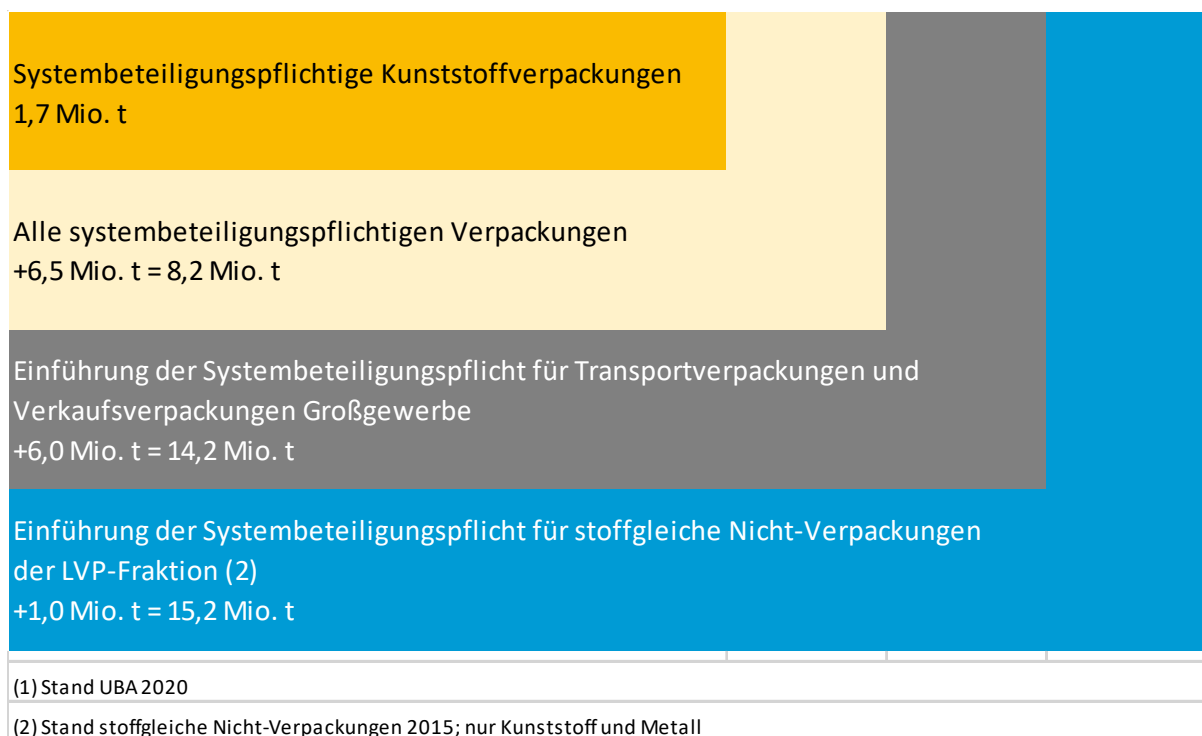 Systembeteiligungspflichtige Kunststoffverpackungen
1,7 Mio. t
Alle systembeteiligungspflichtigen Verpackungen
+6,5 Mio. t = 8,2 Mio. t
Einführung der Systembeteiligungspflicht für Transportverpackungen und
Verkaufsverpackungen Großgewerbe
+6,0 Mio. t = 14,2 Mio. t
Einführung der Systembeteiligungspflicht für stoffgleiche Nicht-Verpackungen
der LVP-Fraktion (2)
+1,0 Mio. t = 15,2 Mio. t
(1) Stand UBA 2020
(2) Stand stoffgleiche Nicht-Verpackungen 2015; nur Kunststoff und Metall